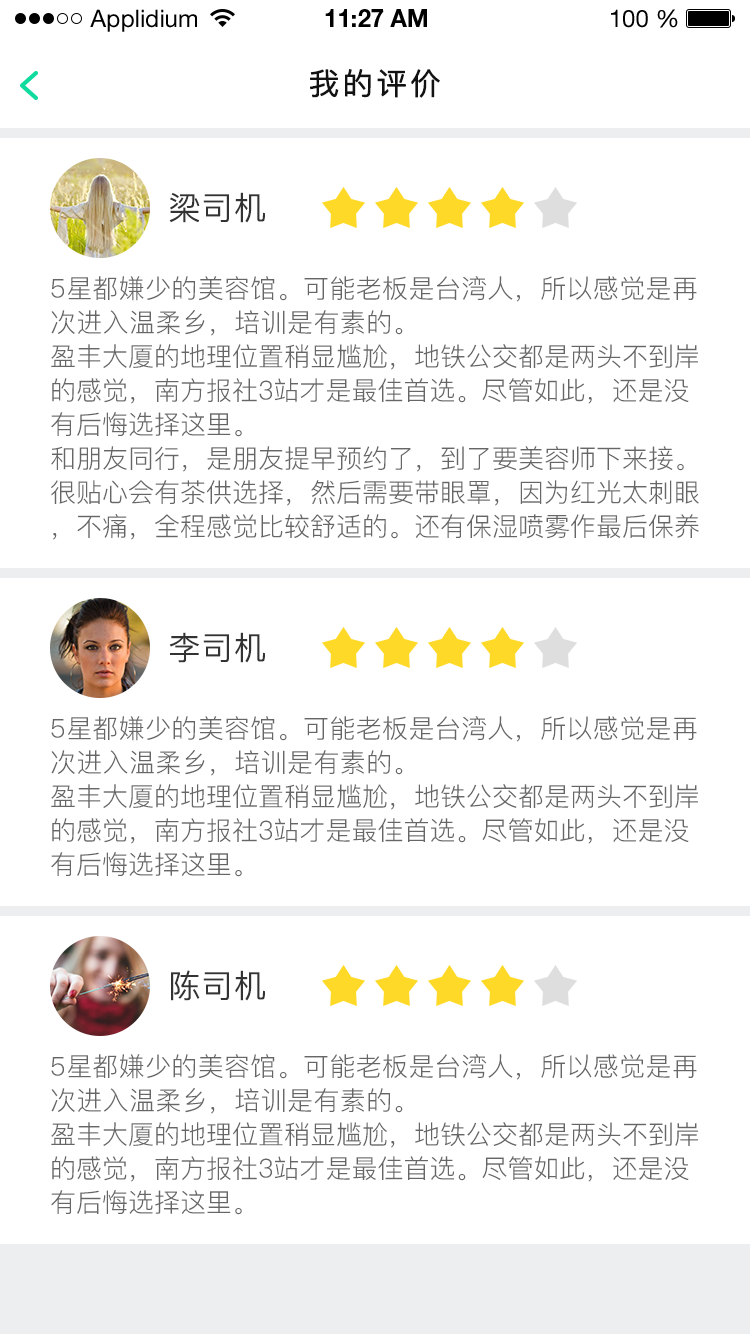 Applidium 11:27 AM 100 %
我的评价
梁司机
5星都嫌少的美容馆。可能老板是台湾人，所以感觉是再
次进入温柔乡，培训是有素的。
盈丰大厦的地理位置稍显尴尬，地铁公交都是两头不到岸
的感觉，南方报社3站才是最佳首选。尽管如此，还是没
有后悔选择这里。
和朋友同行，是朋友提早预约了，到了要美容师下来接。
很贴心会有茶供选择，然后需要带眼罩，因为红光太刺眼
，不痛，全程感觉比较舒适的。还有保湿喷雾作最后保养
李司机
5星都嫌少的美容馆。可能老板是台湾人，所以感觉是再
次进入温柔乡，培训是有素的。
盈丰大厦的地理位置稍显尴尬，地铁公交都是两头不到岸
的感觉，南方报社3站才是最佳首选。尽管如此，还是没
有后悔选择这里。
陈司机
5星都嫌少的美容馆。可能老板是台湾人，所以感觉是再
次进入温柔乡，培训是有素的。
盈丰大厦的地理位置稍显尴尬，地铁公交都是两头不到岸
的感觉，南方报社3站才是最佳首选。尽管如此，还是没
有后悔选择这里。